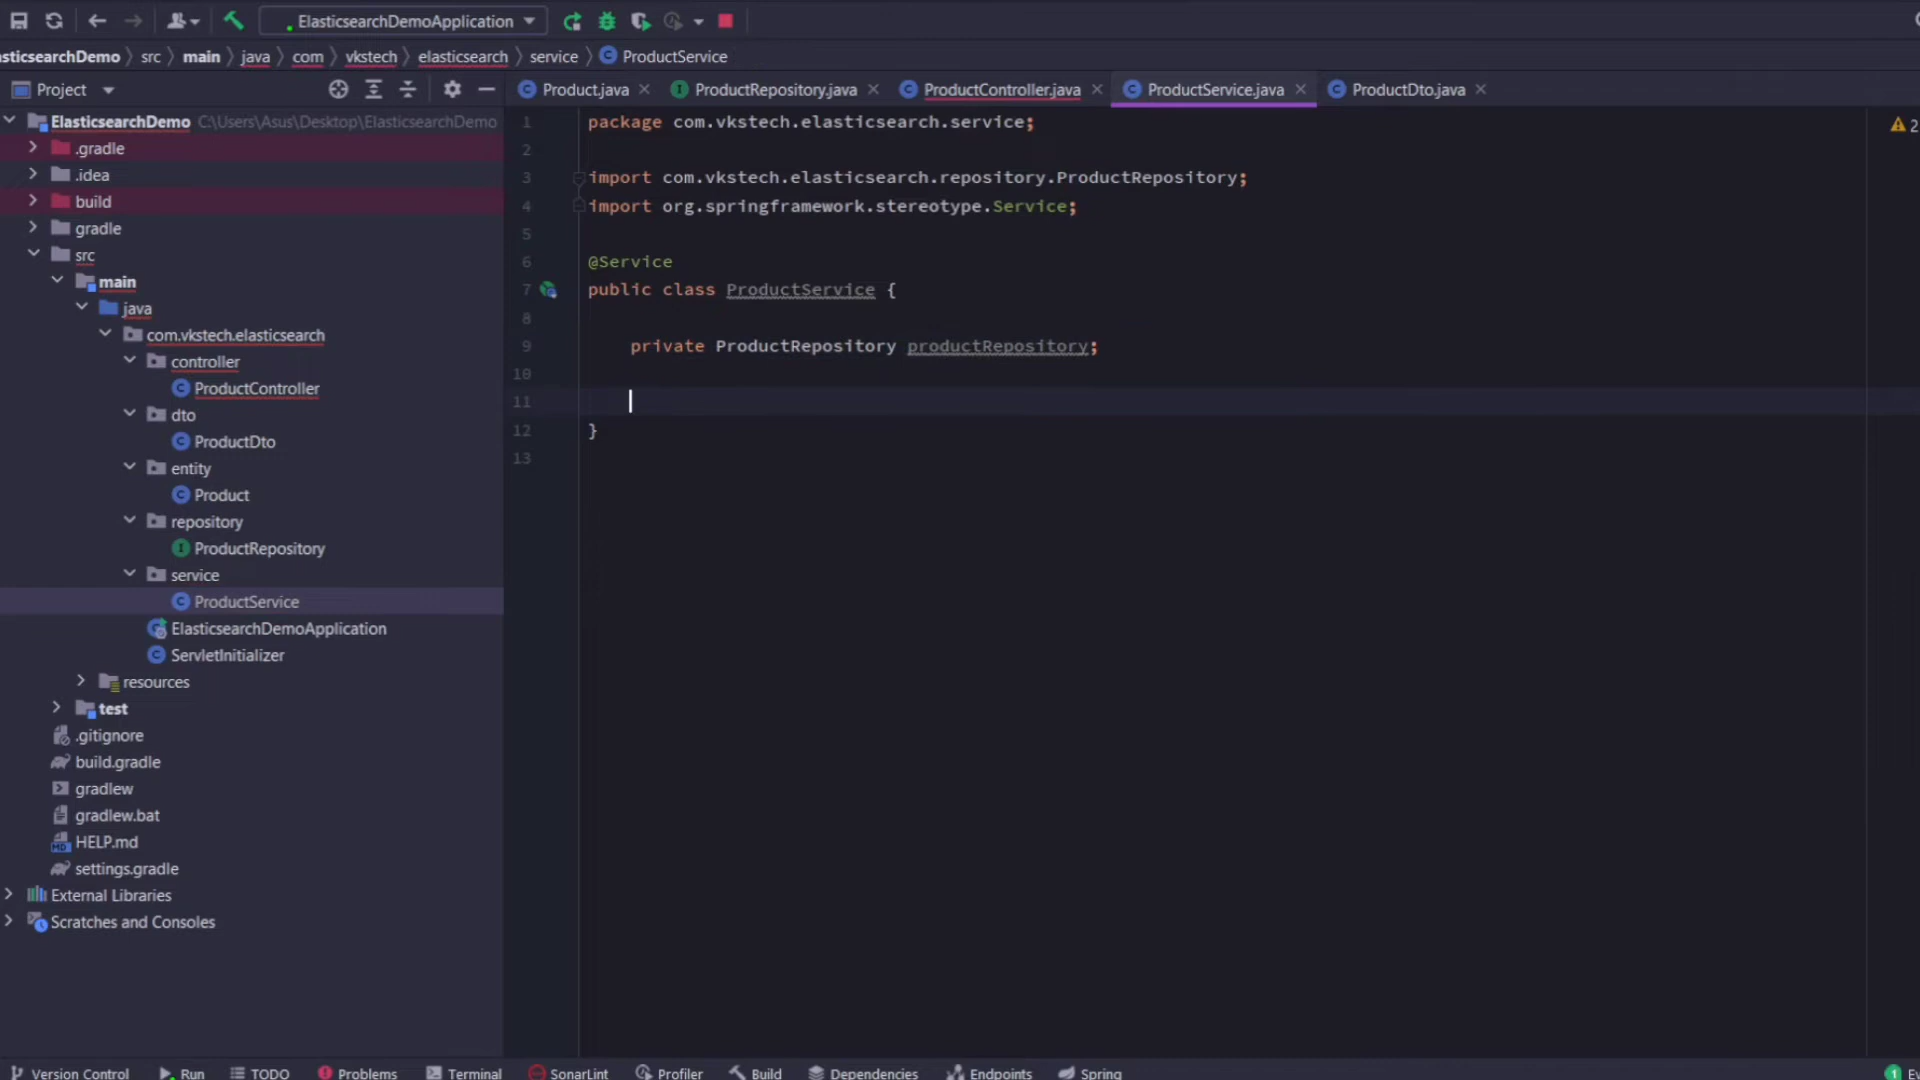 ElasticsearchDemoApplication
sticsearchDemo src main java com vkstech elasticsearch service ProductService
Project
Product.java ProductRepository.java ProductController.java ProductService.java ProductDto.java
ElasticsearchDemo C:\Users\Asus\Desktop\ElasticsearchDemo
.gradle
.idea
build
gradle
src
main
java
com.vkstech.elasticsearch
controller
ProductController
dto
ProductDto
entity
Product
repository
ProductRepository
service
ProductService
ElasticsearchDemoApplication
ServletInitializer
resources
test
.gitignore
build.gradle
gradlew
gradlew.bat
HELP.md
settings.gradle
External Libraries
Scratches and Consoles
1 package com.vkstech.elasticsearch.service;
2
3 import com.vkstech.elasticsearch.repository.ProductRepository;
4 import org.springframework.stereotype.Service;
5
6 @Service
7 public class ProductService {
8
9 private ProductRepository productRepository;
10
11
12 }
13
2
Version Control Run TODO Problems Terminal SonarLint Profiler Build Dependencies Endpoints Spring 1 Ev